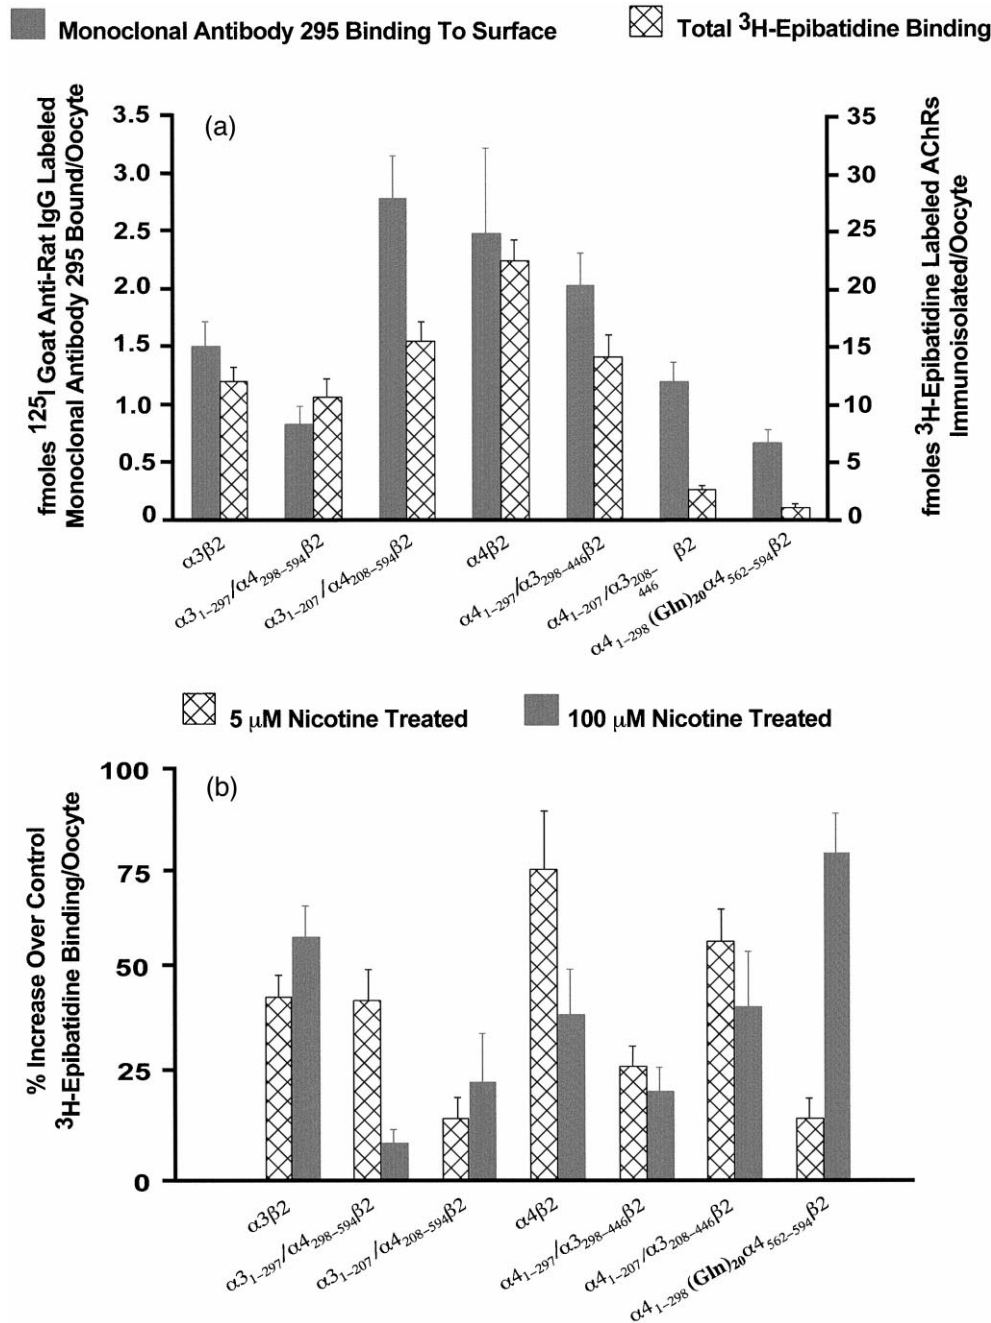 Monoclonal Antibody 295 Binding To Surface
Total ³H-Epibatidine Binding
(a)
fmoles ¹²⁵I Goat Anti-Rat IgG Labeled
Monoclonal Antibody 295 Bound/Oocyte
3.5
3.0
2.5
2.0
1.5
1.0
0.5
0
35
30
25
20
15
10
5
0
fmoles ³H-Epibatidine Labeled AChRs
Immunoisolated/Oocyte
α3β2
α3₁₋₂₉₇/α4₂₉₈₋₅₉₄β2
α3₁₋₂₀₇/α4₂₀₈₋₅₉₄β2
α4β2
α4₁₋₂₉₇/α3₂₉₈₋₄₄₆β2
α4₁₋₂₀₇/α3₂₀₈₋₄₄₆ β2
α4₁₋₂₉₈(Gln)₂₀α4₅₆₂₋₅₉₄β2
5 μM Nicotine Treated
100 μM Nicotine Treated
(b)
% Increase Over Control
³H-Epibatidine Binding/Oocyte
100
75
50
25
0
α3β2
α3₁₋₂₉₇/α4₂₉₈₋₅₉₄β2
α3₁₋₂₀₇/α4₂₀₈₋₅₉₄β2
α4β2
α4₁₋₂₉₇/α3₂₉₈₋₄₄₆β2
α4₁₋₂₀₇/α3₂₀₈₋₄₄₆β2
α4₁₋₂₉₈(Gln)₂₀α4₅₆₂₋₅₉₄β2